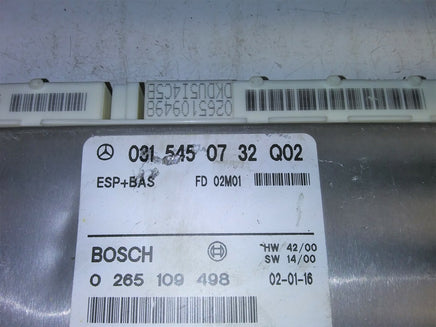 0265109498
DKDU5I4C5B
031 545 07 32 Q02
ESP+BAS FD 02M01
BOSCH HW 42/00
SW 14/00
0 265 109 498 02-01-16